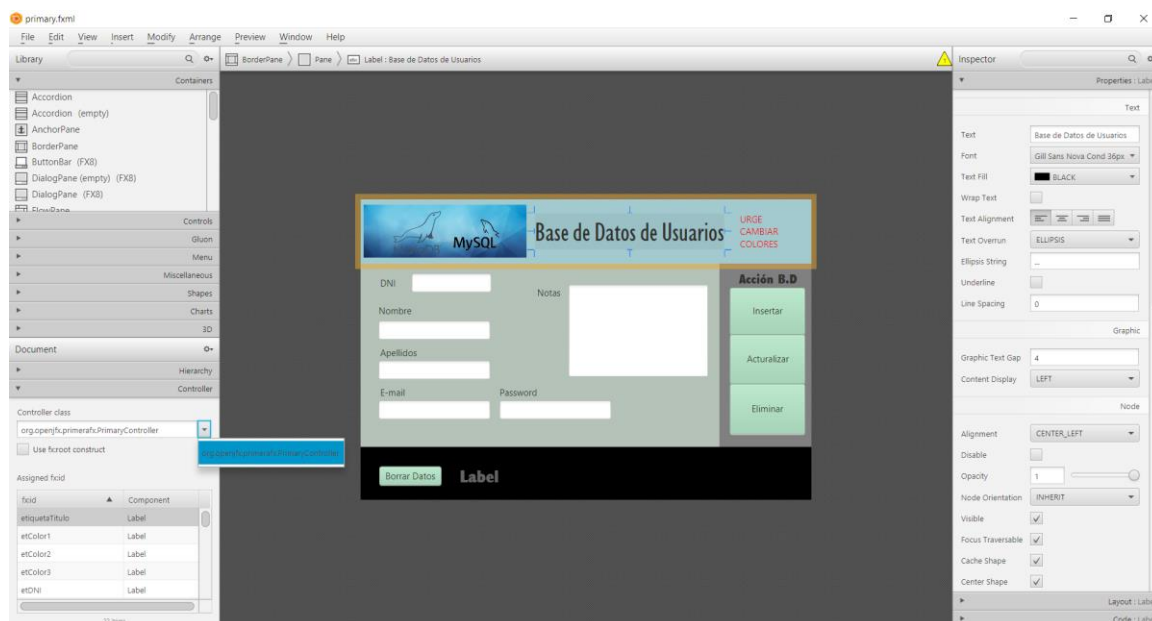 primary.fxml
File Edit View Insert Modify Arrange Preview Window Help
Library
BorderPane Pane Label : Base de Datos de Usuarios
Inspector
Containers
Accordion
Accordion (empty)
AnchorPane
BorderPane
ButtonBar (FX8)
DialogPane (empty) (FX8)
DialogPane (FX8)
FlowPane
Controls
Gluon
Menu
Miscellaneous
Shapes
Charts
3D
Document
Hierarchy
Controller
Controller class
org.openjfx.primerafx.PrimaryController
org.openjfx.primerafx.PrimaryController
Use fx:root construct
Assigned fx:id
fx:id Component
etiquetaTitulo Label
etColor1 Label
etColor2 Label
etColor3 Label
etDNI Label
MySQL
Base de Datos de Usuarios
URGE
CAMBIAR
COLORES
DNI
Nombre
Apellidos
E-mail
Password
Notas
Acción B.D
Insertar
Acturalizar
Eliminar
Borrar Datos
Label
Properties : Label
Text
Text Base de Datos de Usuarios
Font Gill Sans Nova Cond 36px
Text Fill BLACK
Wrap Text
Text Alignment
Text Overrun ELLIPSIS
Ellipsis String ...
Underline
Line Spacing 0
Graphic
Graphic Text Gap 4
Content Display LEFT
Node
Alignment CENTER_LEFT
Disable
Opacity 1
Node Orientation INHERIT
Visible
Focus Traversable
Cache Shape
Center Shape
Layout : Label
Code : Label